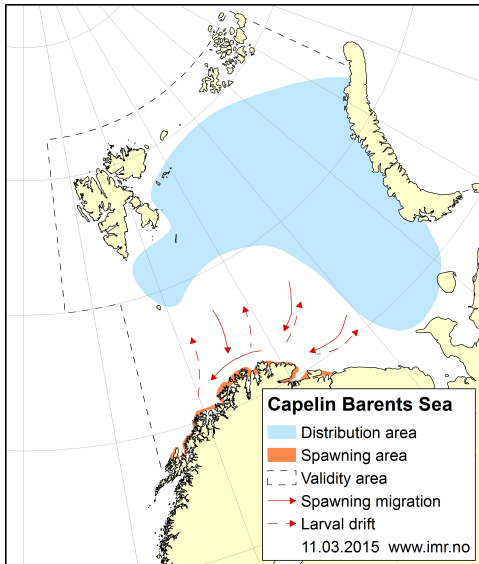 Capelin Barents Sea
Distribution area
Spawning area
Validity area
Spawning migration
Larval drift
11.03.2015 www.imr.no